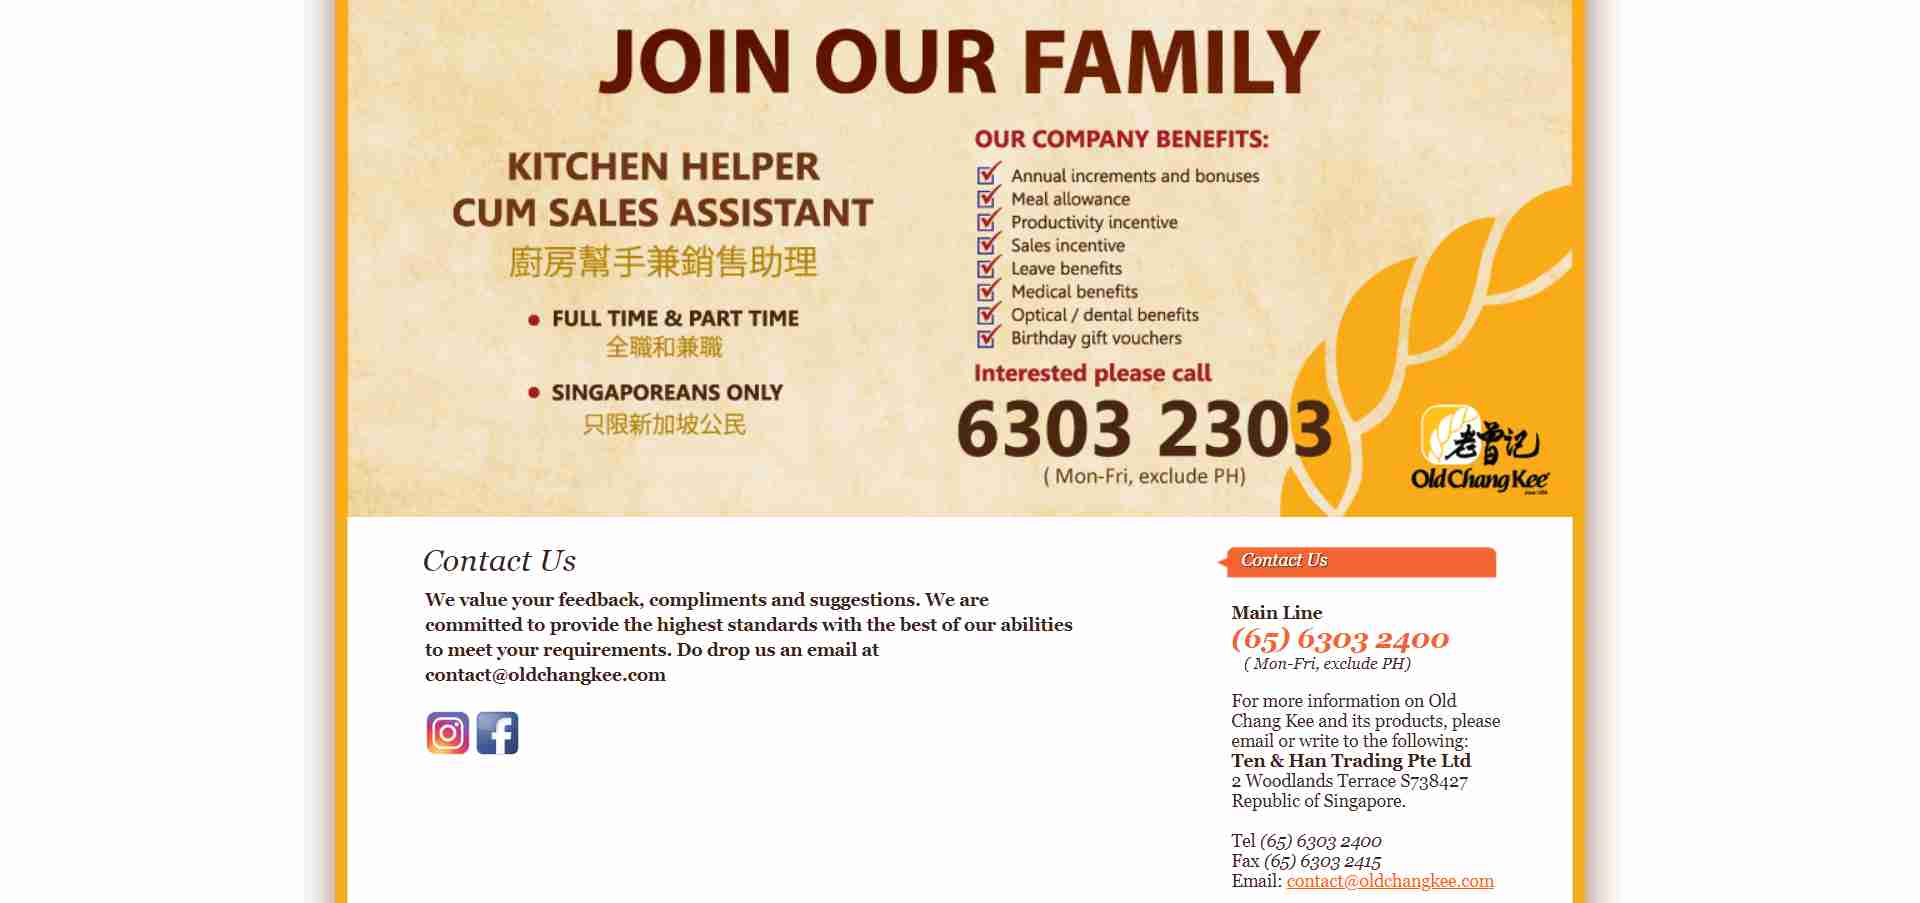 JOIN OUR FAMILY
KITCHEN HELPER
CUM SALES ASSISTANT
廚房幫手兼銷售助理
FULL TIME & PART TIME
全職和兼職
SINGAPOREANS ONLY
只限新加坡公民
OUR COMPANY BENEFITS:
Annual increments and bonuses
Meal allowance
Productivity incentive
Sales incentive
Leave benefits
Medical benefits
Optical / dental benefits
Birthday gift vouchers
Interested please call
6303 2303
( Mon-Fri, exclude PH)
老曾记
Old Chang Kee
Contact Us
We value your feedback, compliments and suggestions. We are
committed to provide the highest standards with the best of our abilities
to meet your requirements. Do drop us an email at
contact@oldchangkee.com
Contact Us
Main Line
(65) 6303 2400
( Mon-Fri, exclude PH)
For more information on Old
Chang Kee and its products, please
email or write to the following:
Ten & Han Trading Pte Ltd
2 Woodlands Terrace S738427
Republic of Singapore.
Tel (65) 6303 2400
Fax (65) 6303 2415
Email: contact@oldchangkee.com